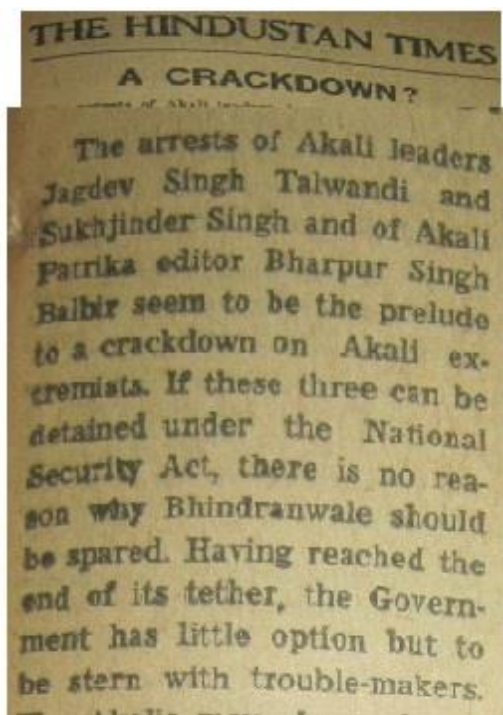 THE HINDUSTAN TIMES
A CRACKDOWN?
The arrests of Akali leaders
Jagdev Singh Talwandi and
Sukhjinder Singh and of Akali
Patrika editor Bharpur Singh
Balbir seem to be the prelude
to a crackdown on Akali ex-
tremists. If these three can be
detained under the National
Security Act, there is no rea-
son why Bhindranwale should
be spared. Having reached the
end of its tether, the Govern-
ment has little option but to
be stern with trouble-makers.